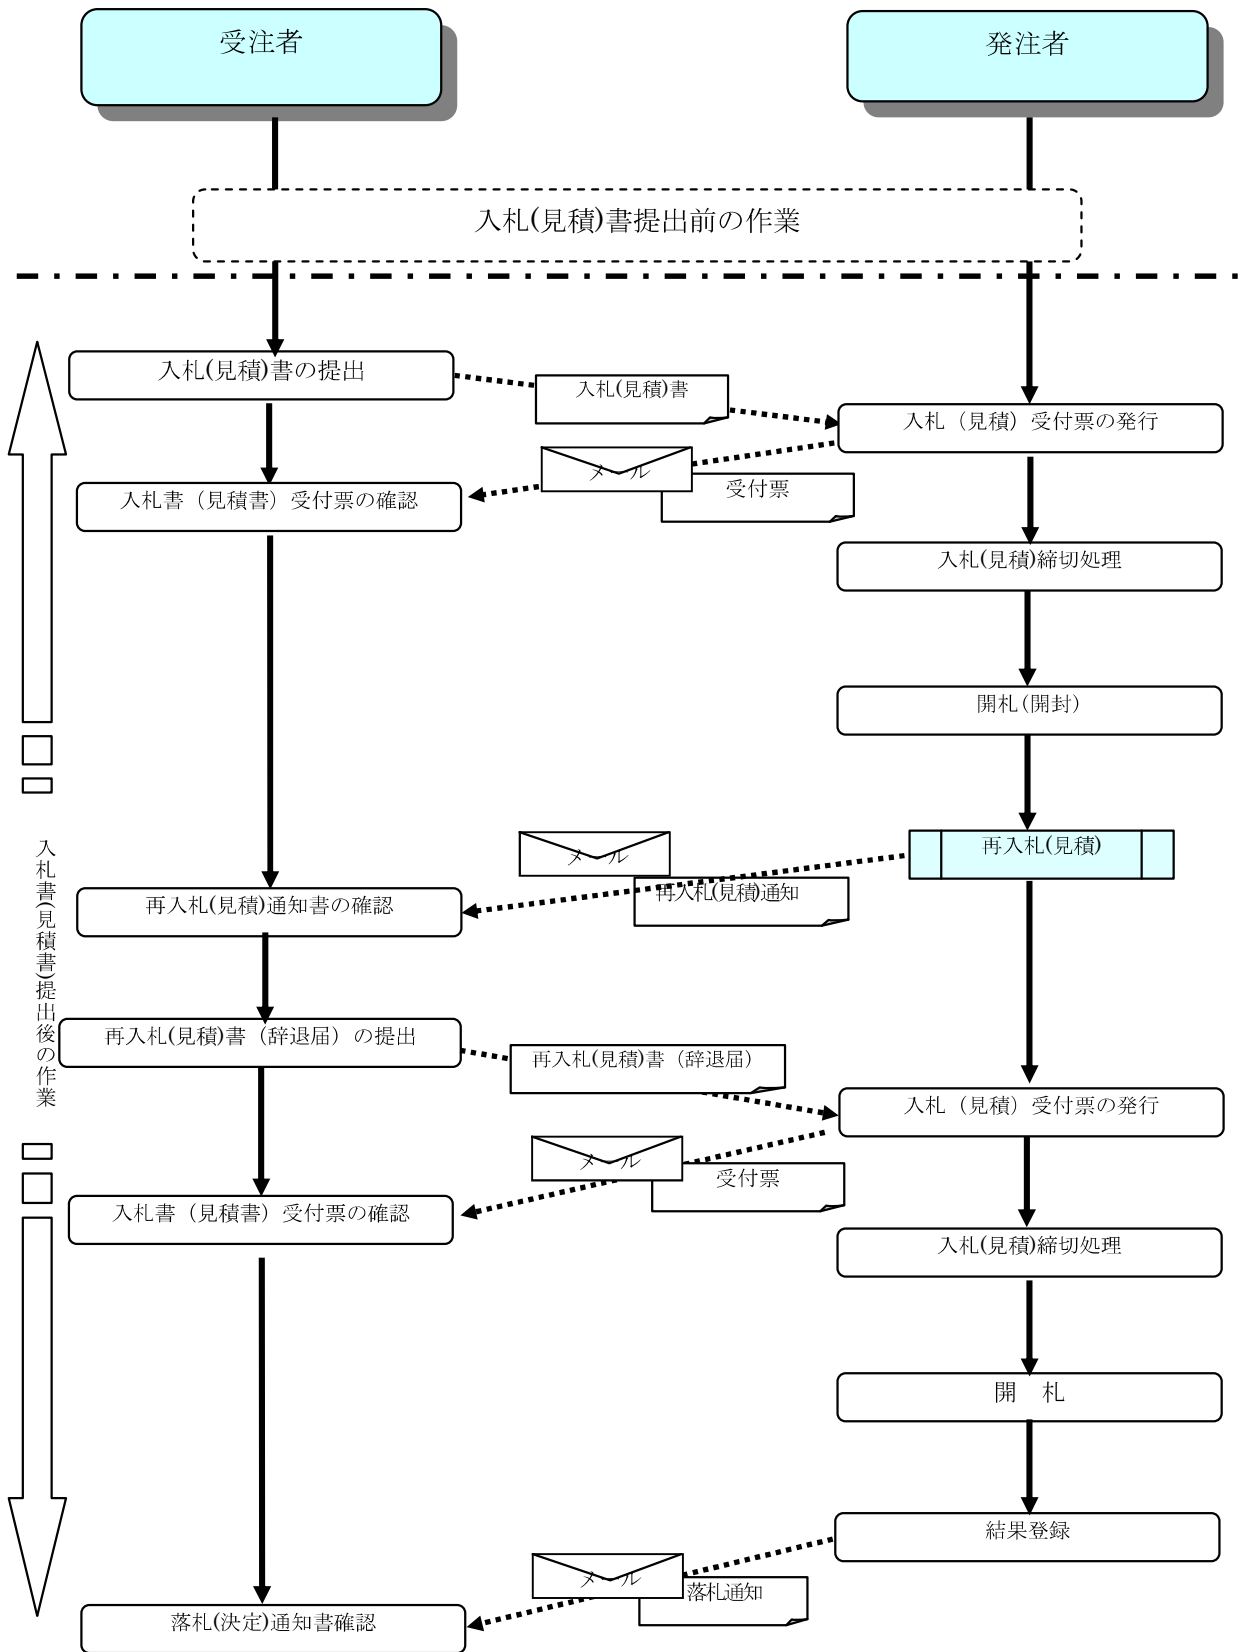 受注者
発注者
入札(見積)書提出前の作業
入札(見積)書の提出
入札(見積)書
入札（見積）受付票の発行
メール
受付票
入札書（見積書）受付票の確認
入札(見積)締切処理
開札(開封)
再入札(見積)
メール
再入札(見積)通知
再入札(見積)通知書の確認
入札書(見積書)提出後の作業
再入札(見積)書（辞退届）の提出
再入札(見積)書（辞退届）
入札（見積）受付票の発行
メール
受付票
入札書（見積書）受付票の確認
入札(見積)締切処理
開　札
結果登録
メール
落札通知
落札(決定)通知書確認